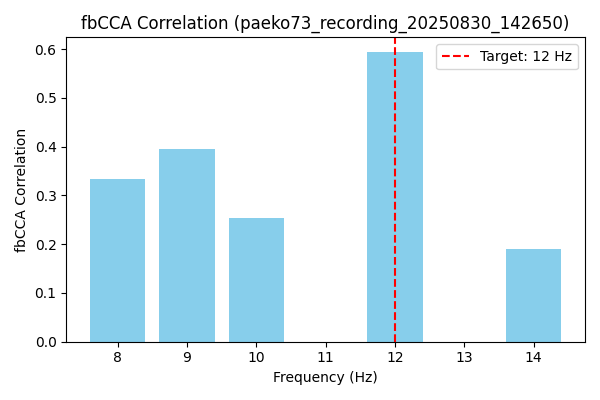 fbCCA Correlation (paeko73_recording_20250830_142650)
Target: 12 Hz
fbCCA Correlation
0.6
0.5
0.4
0.3
0.2
0.1
0.0
8 9 10 11 12 13 14
Frequency (Hz)